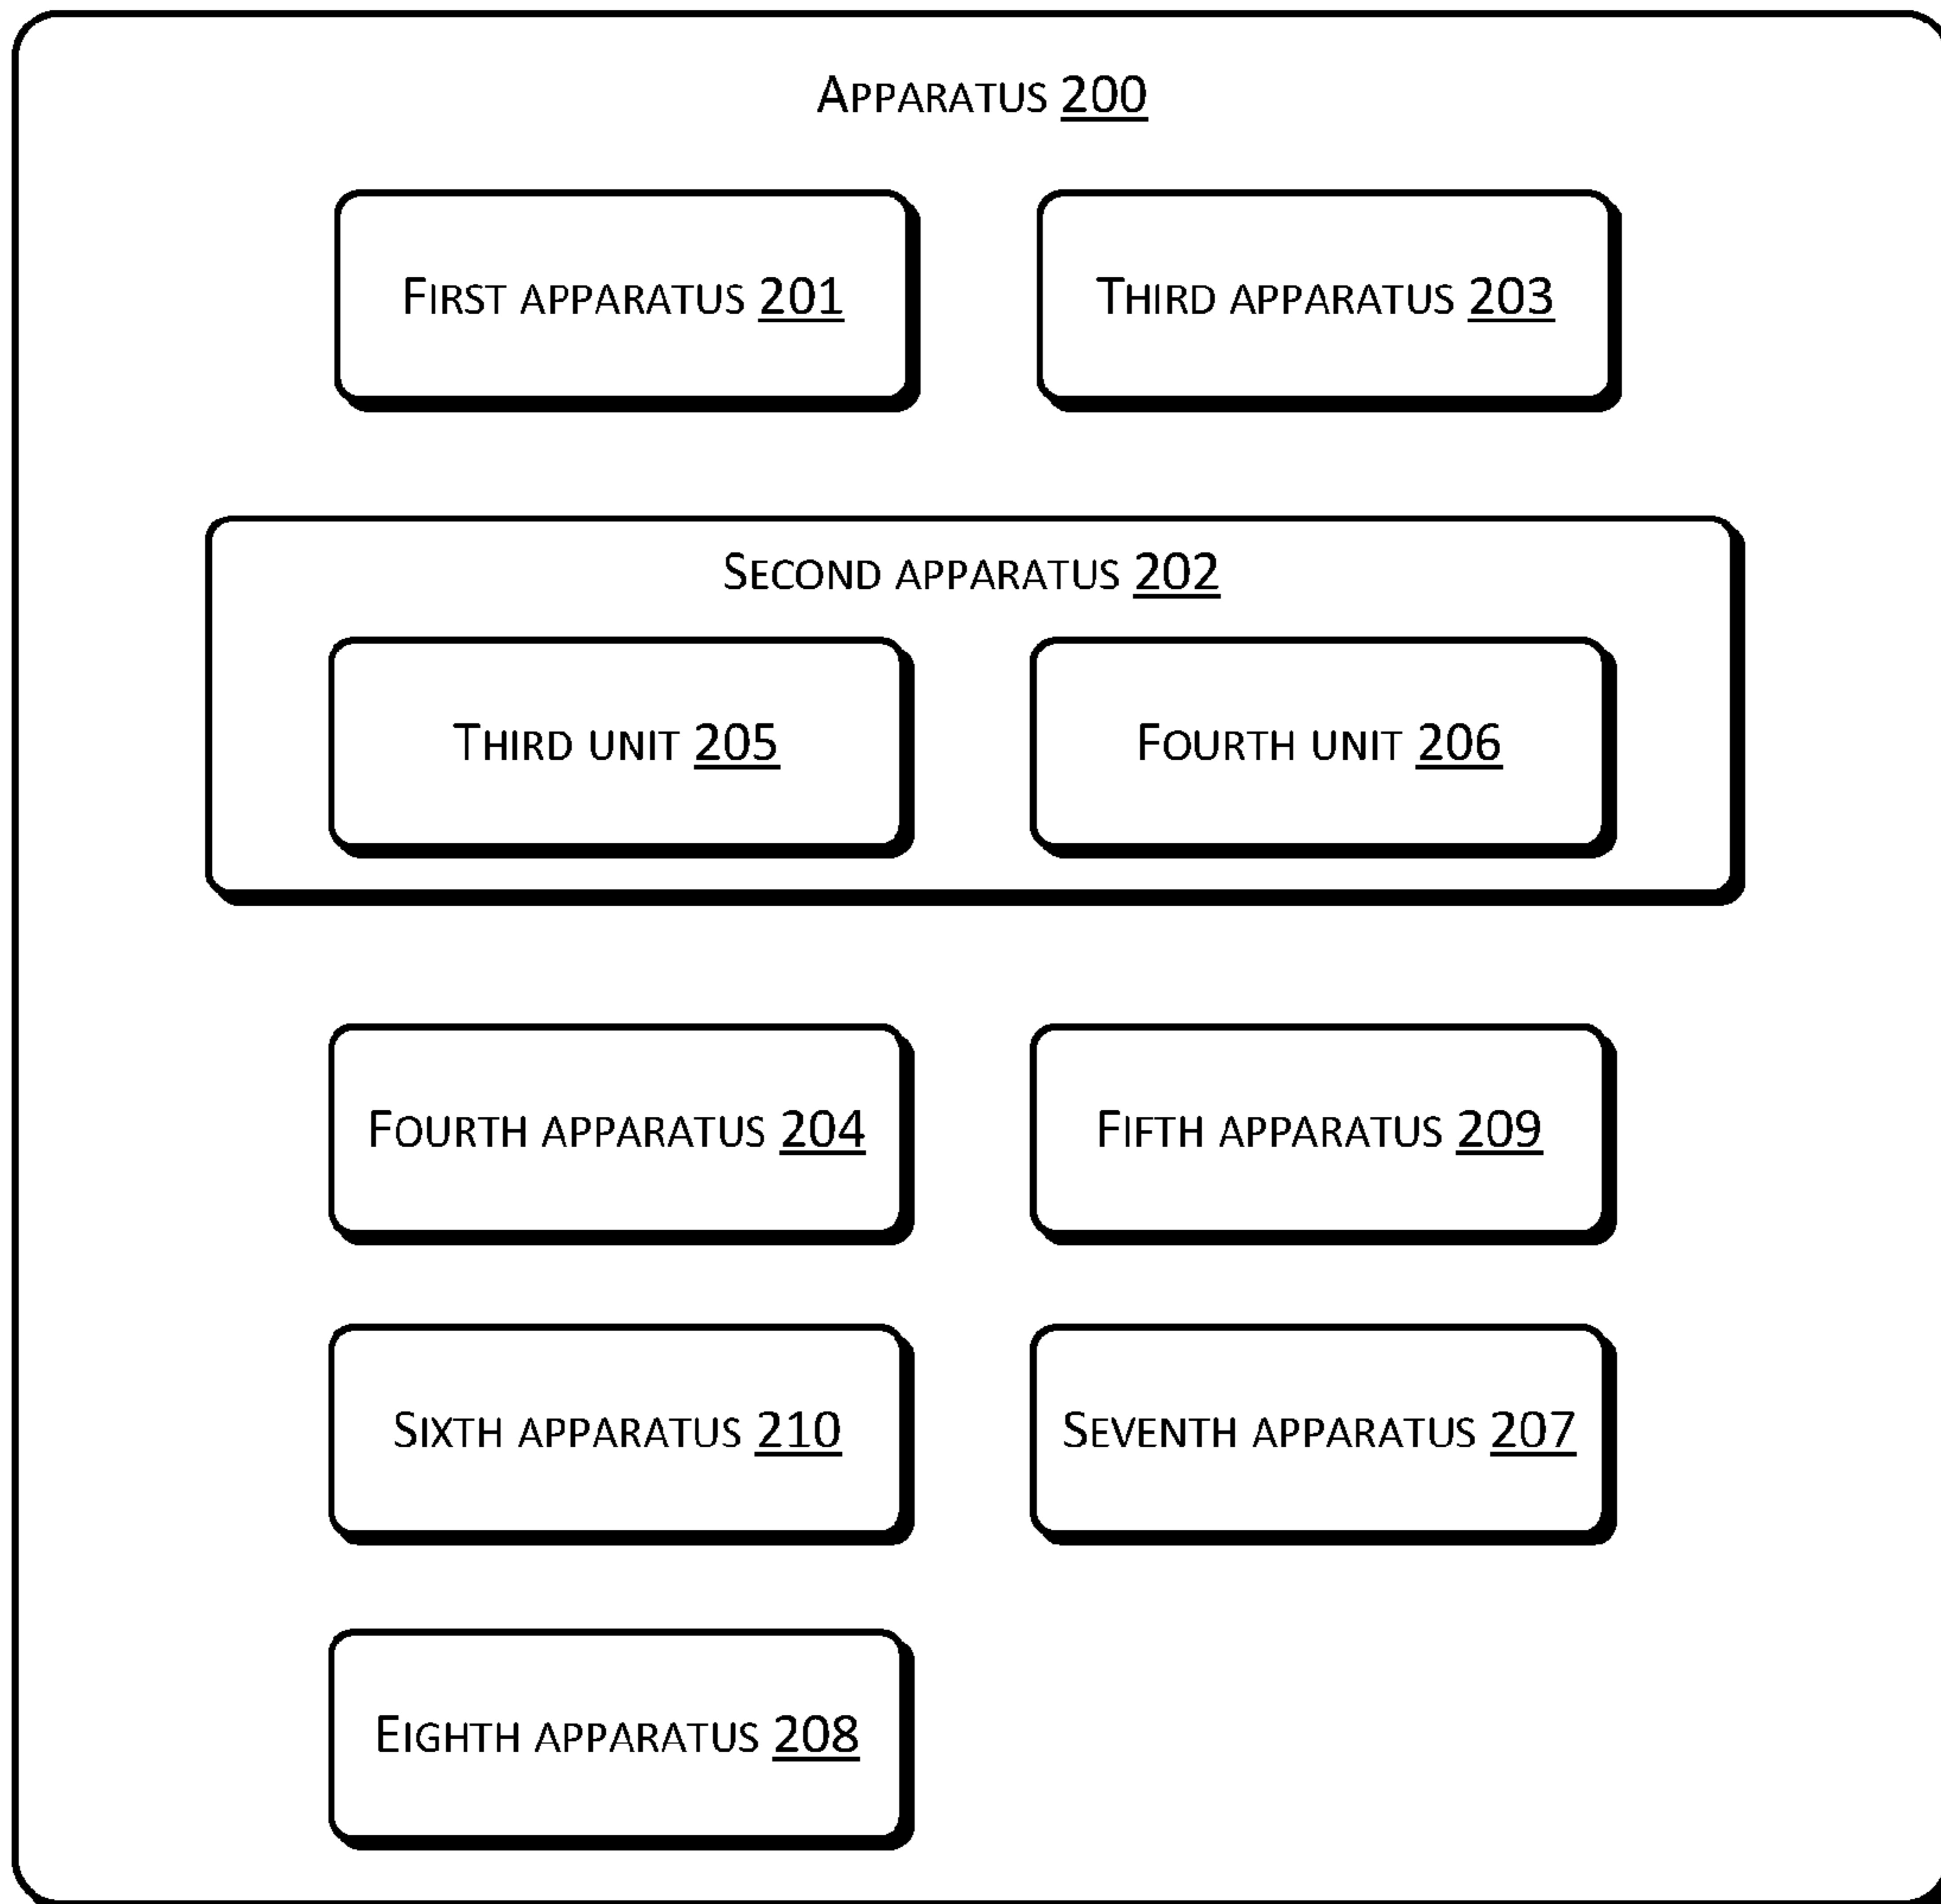 APPARATUS 200
FIRST APPARATUS 201
THIRD APPARATUS 203
SECOND APPARATUS 202
THIRD UNIT 205
FOURTH UNIT 206
FOURTH APPARATUS 204
FIFTH APPARATUS 209
SIXTH APPARATUS 210
SEVENTH APPARATUS 207
EIGHTH APPARATUS 208